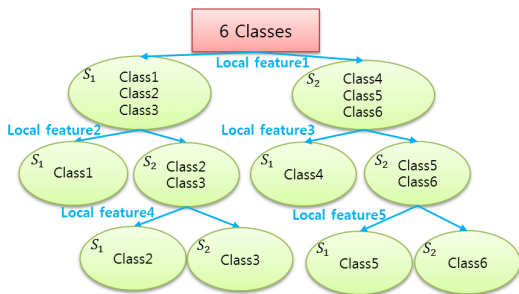 6 Classes
Local feature1
S1
Class1
Class2
Class3
S2
Class4
Class5
Class6
Local feature2
Local feature3
S1
Class1
S2
Class2
Class3
S1
Class4
S2
Class5
Class6
Local feature4
Local feature5
S1
Class2
S2
Class3
S1
Class5
S2
Class6